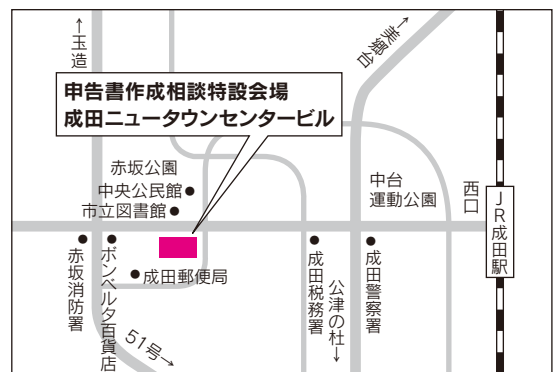 ←玉造
←美郷台
申告書作成相談特設会場
成田ニュータウンセンタービル
赤坂公園
中央公民館
市立図書館
中台
運動公園
西口
JR成田駅
赤坂消防署
ボンベルタ百貨店
成田郵便局
成田税務署
公津の杜→
成田警察署
51号→